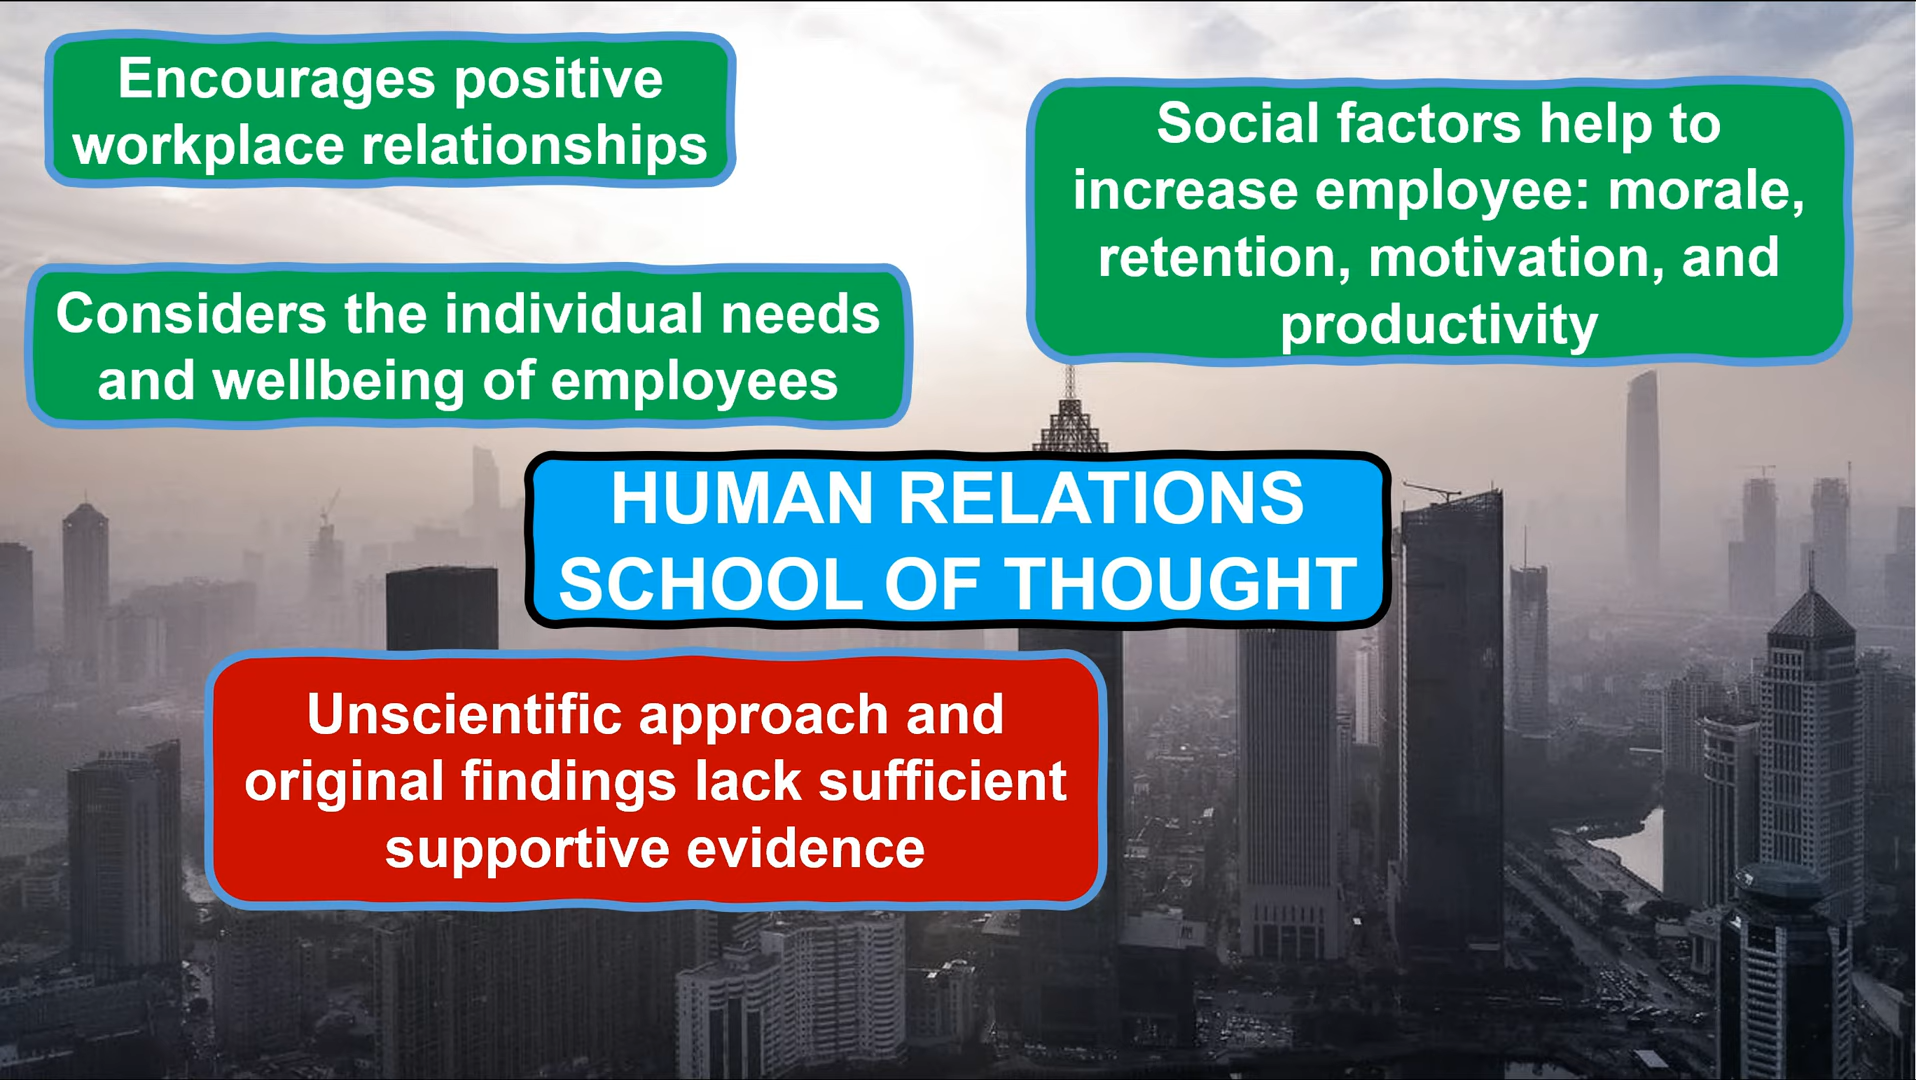 Encourages positive
workplace relationships
Social factors help to
increase employee: morale,
retention, motivation, and
productivity
Considers the individual needs
and wellbeing of employees
HUMAN RELATIONS
SCHOOL OF THOUGHT
Unscientific approach and
original findings lack sufficient
supportive evidence